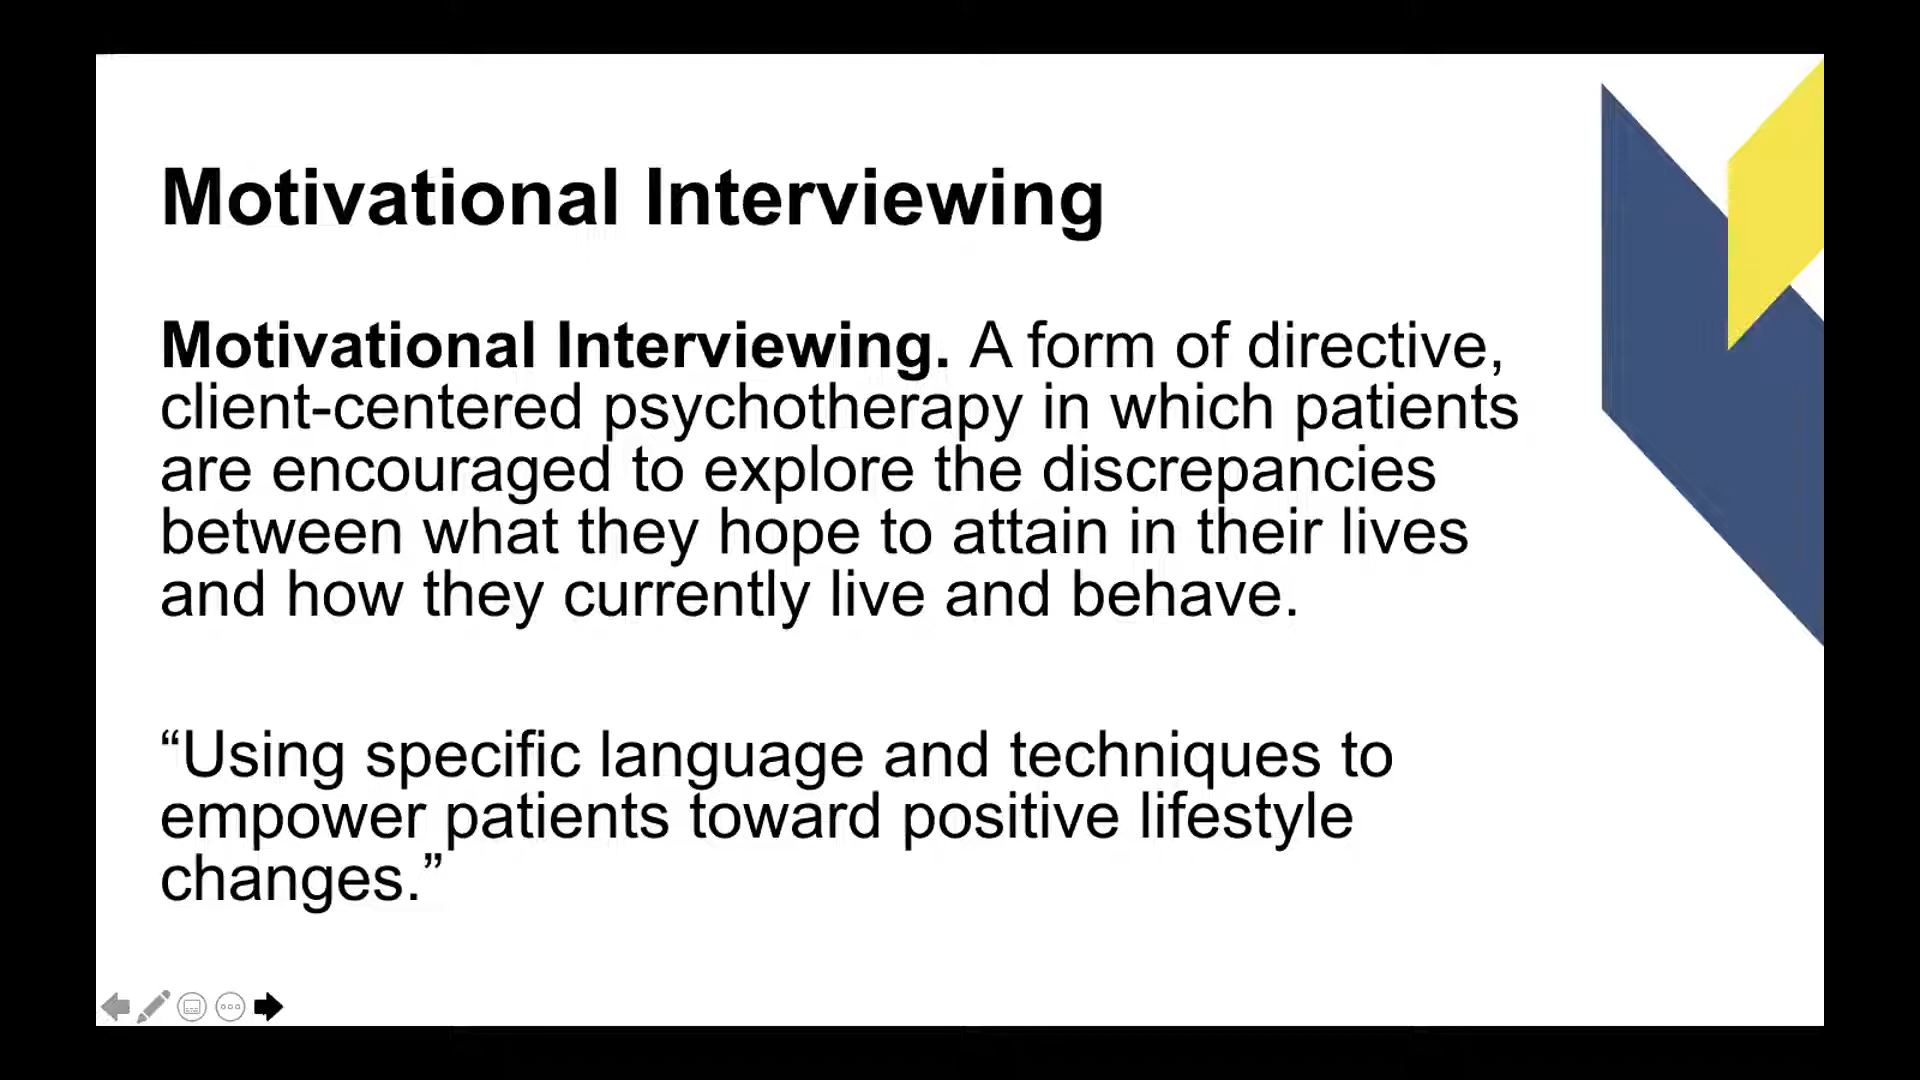 Motivational Interviewing
Motivational Interviewing. A form of directive,
client-centered psychotherapy in which patients
are encouraged to explore the discrepancies
between what they hope to attain in their lives
and how they currently live and behave.
“Using specific language and techniques to
empower patients toward positive lifestyle
changes.”